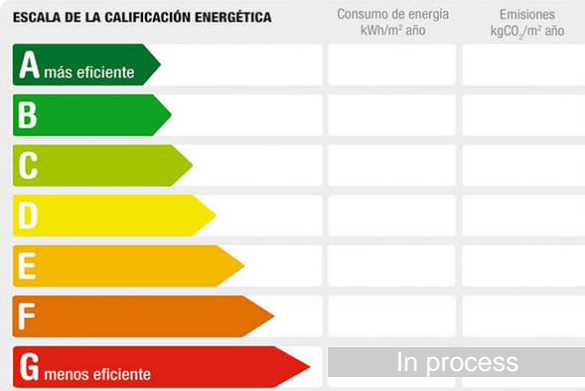 ESCALA DE LA CALIFICACIÓN ENERGÉTICA
Consumo de energía
kWh/m² año
Emisiones
kgCO₂/m² año
A más eficiente
B
C
D
E
F
G menos eficiente
In process